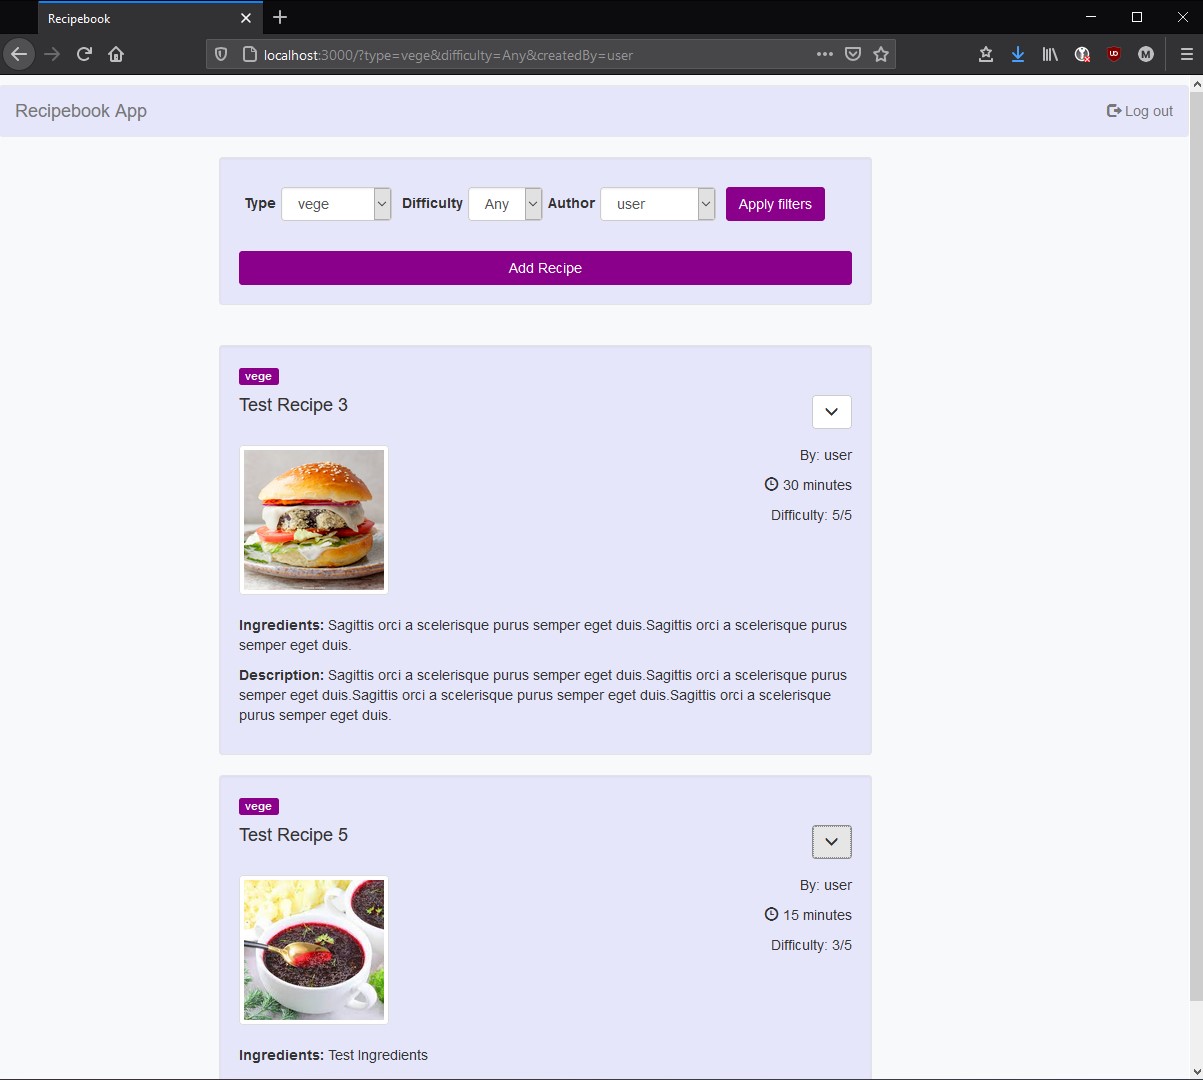 Recipebook
localhost:3000/?type=vege&difficulty=Any&createdBy=user
Recipebook App
Log out
Type vege Difficulty Any Author user Apply filters
Add Recipe
vege
Test Recipe 3
By: user
30 minutes
Difficulty: 5/5
Ingredients: Sagittis orci a scelerisque purus semper eget duis.Sagittis orci a scelerisque purus
semper eget duis.
Description: Sagittis orci a scelerisque purus semper eget duis.Sagittis orci a scelerisque purus
semper eget duis.Sagittis orci a scelerisque purus semper eget duis.Sagittis orci a scelerisque
purus semper eget duis.
vege
Test Recipe 5
By: user
15 minutes
Difficulty: 3/5
Ingredients: Test Ingredients